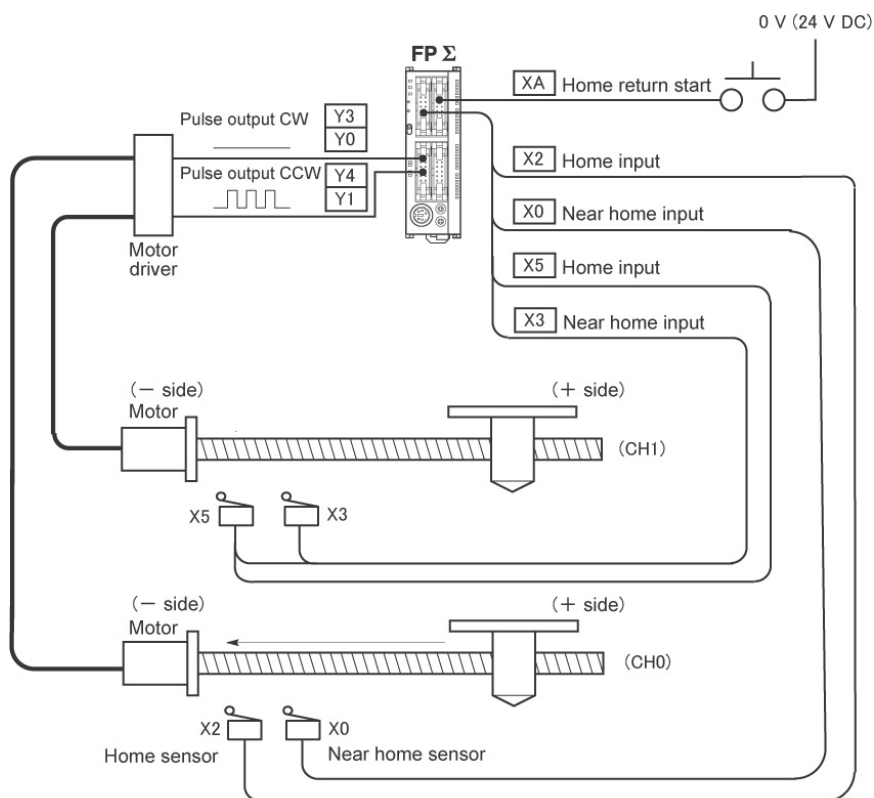 0 V (24 V DC)
FP Σ
XA Home return start
Pulse output CW Y3
Y0
Pulse output CCW Y4
Y1
X2 Home input
X0 Near home input
X5 Home input
X3 Near home input
Motor
driver
(− side)
Motor
(+ side)
(CH1)
X5
X3
(− side)
Motor
(+ side)
(CH0)
X2
X0
Home sensor
Near home sensor